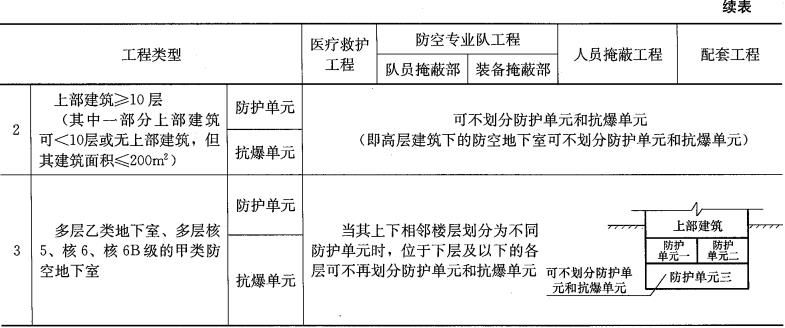 续表
工程类型
医疗救护
工程
防空专业队工程
队员掩蔽部
装备掩蔽部
人员掩蔽工程
配套工程
2
上部建筑≥10层
(其中一部分上部建筑
可<10层或无上部建筑，但
其建筑面积≤200m²)
防护单元
抗爆单元
可不划分防护单元和抗爆单元
(即高层建筑下的防空地下室可不划分防护单元和抗爆单元)
3
多层乙类地下室、多层核
5、核6、核6B级的甲类防
空地下室
防护单元
抗爆单元
当其上下相邻楼层划分为不同
防护单元时，位于下层及以下的各
层可不再划分防护单元和抗爆单元
上部建筑
防护
单元一
防护
单元二
防护单元三
可不划分防护单
元和抗爆单元